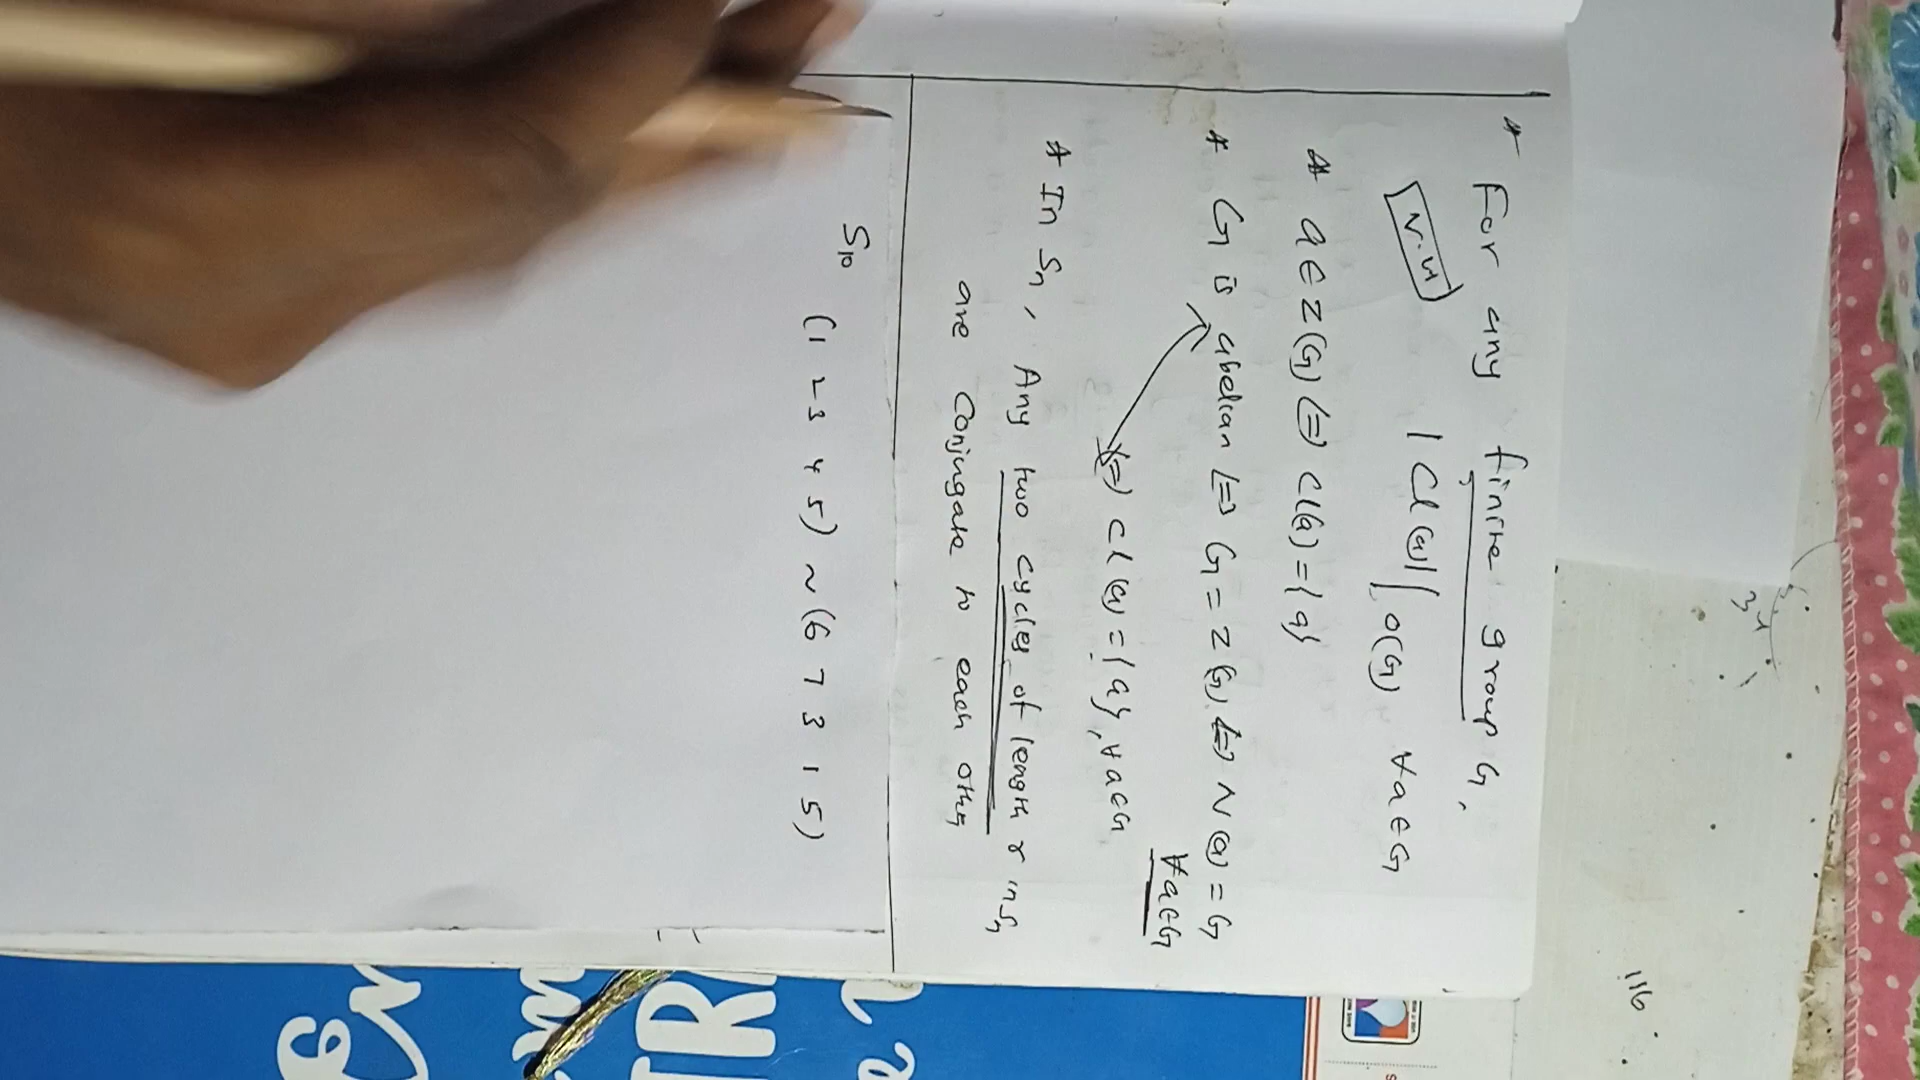 * For any finite group G,
V.V
|Cl(a)| | O(G) ∀a∈G
* a∈Z(G) ⇔ Cl(a)={a}
* G is abelian ⇔ G=Z(G) ⇔ N(a)=G
∀a∈G
⇔ Cl(a)={a}, ∀a∈G
* In Sn, Any two cycles of length r in Sn
are Conjugate to each other
S10
(1 2 3 4 5) ~ (6 7 3 1 5)
116